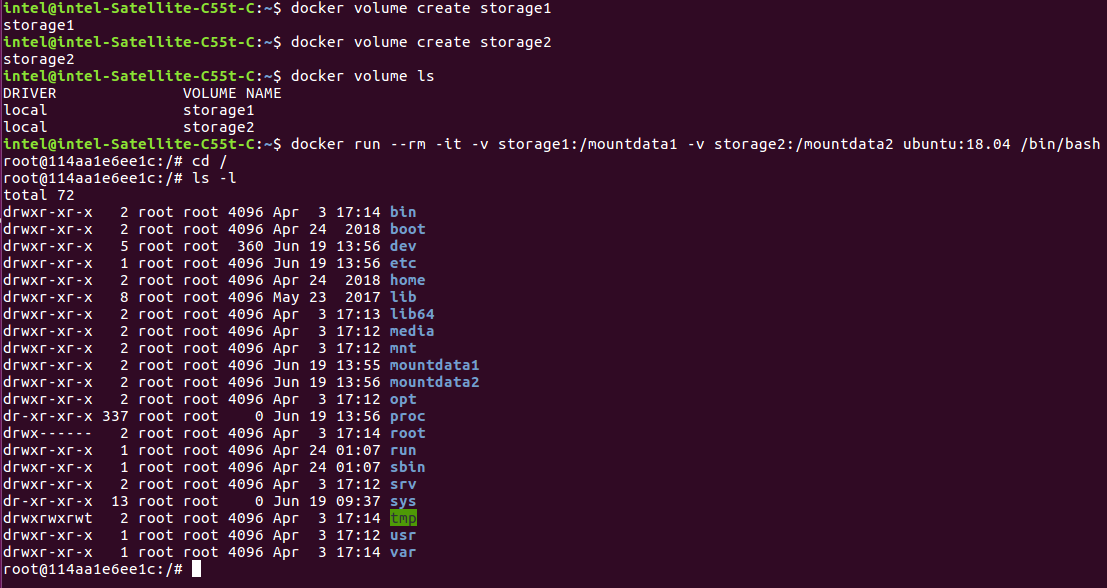 intel@intel-Satellite-C55t-C:~$ docker volume create storage1
storage1
intel@intel-Satellite-C55t-C:~$ docker volume create storage2
storage2
intel@intel-Satellite-C55t-C:~$ docker volume ls
DRIVER              VOLUME NAME
local               storage1
local               storage2
intel@intel-Satellite-C55t-C:~$ docker run --rm -it -v storage1:/mountdata1 -v storage2:/mountdata2 ubuntu:18.04 /bin/bash
root@114aa1e6ee1c:/# cd /
root@114aa1e6ee1c:/# ls -l
total 72
drwxr-xr-x   2 root root 4096 Apr  3 17:14 bin
drwxr-xr-x   2 root root 4096 Apr 24  2018 boot
drwxr-xr-x   5 root root  360 Jun 19 13:56 dev
drwxr-xr-x   1 root root 4096 Jun 19 13:56 etc
drwxr-xr-x   2 root root 4096 Apr 24  2018 home
drwxr-xr-x   8 root root 4096 May 23  2017 lib
drwxr-xr-x   2 root root 4096 Apr  3 17:13 lib64
drwxr-xr-x   2 root root 4096 Apr  3 17:12 media
drwxr-xr-x   2 root root 4096 Apr  3 17:12 mnt
drwxr-xr-x   2 root root 4096 Jun 19 13:55 mountdata1
drwxr-xr-x   2 root root 4096 Jun 19 13:56 mountdata2
drwxr-xr-x   2 root root 4096 Apr  3 17:12 opt
dr-xr-xr-x 337 root root    0 Jun 19 13:56 proc
drwx------   2 root root 4096 Apr  3 17:14 root
drwxr-xr-x   1 root root 4096 Apr 24 01:07 run
drwxr-xr-x   1 root root 4096 Apr 24 01:07 sbin
drwxr-xr-x   2 root root 4096 Apr  3 17:12 srv
dr-xr-xr-x  13 root root    0 Jun 19 09:37 sys
drwxrwxrwt   2 root root 4096 Apr  3 17:14 tmp
drwxr-xr-x   1 root root 4096 Apr  3 17:12 usr
drwxr-xr-x   1 root root 4096 Apr  3 17:14 var
root@114aa1e6ee1c:/#